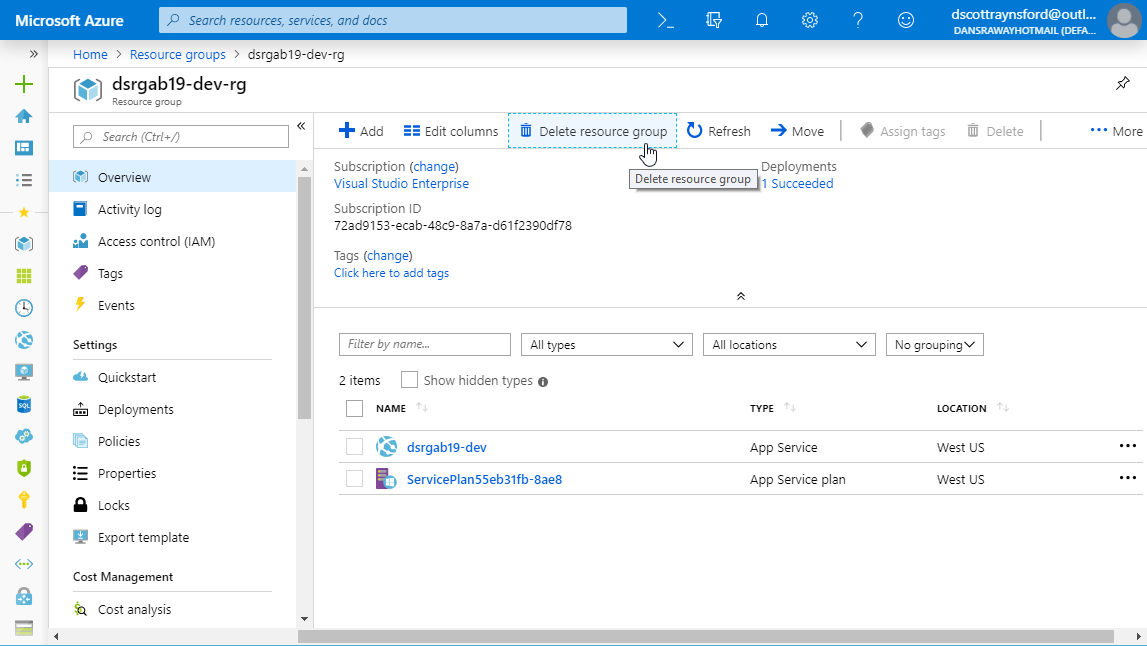 Microsoft Azure
Search resources, services, and docs
dscottraynsford@outl...
DANSRAWAYHOTMAIL (DEFA...
Home > Resource groups > dsrgab19-dev-rg
dsrgab19-dev-rg
Resource group
Search (Ctrl+/)
Overview
Activity log
Access control (IAM)
Tags
Events
Settings
Quickstart
Deployments
Policies
Properties
Locks
Export template
Cost Management
Cost analysis
Add Edit columns Delete resource group Refresh Move Assign tags Delete More
Delete resource group
Subscription (change)
Visual Studio Enterprise
Subscription ID
72ad9153-ecab-48c9-8a7a-d61f2390df78
Tags (change)
Click here to add tags
Deployments
1 Succeeded
Filter by name... All types All locations No grouping
2 items Show hidden types
NAME TYPE LOCATION
dsrgab19-dev App Service West US
ServicePlan55eb31fb-8ae8 App Service plan West US
SQL